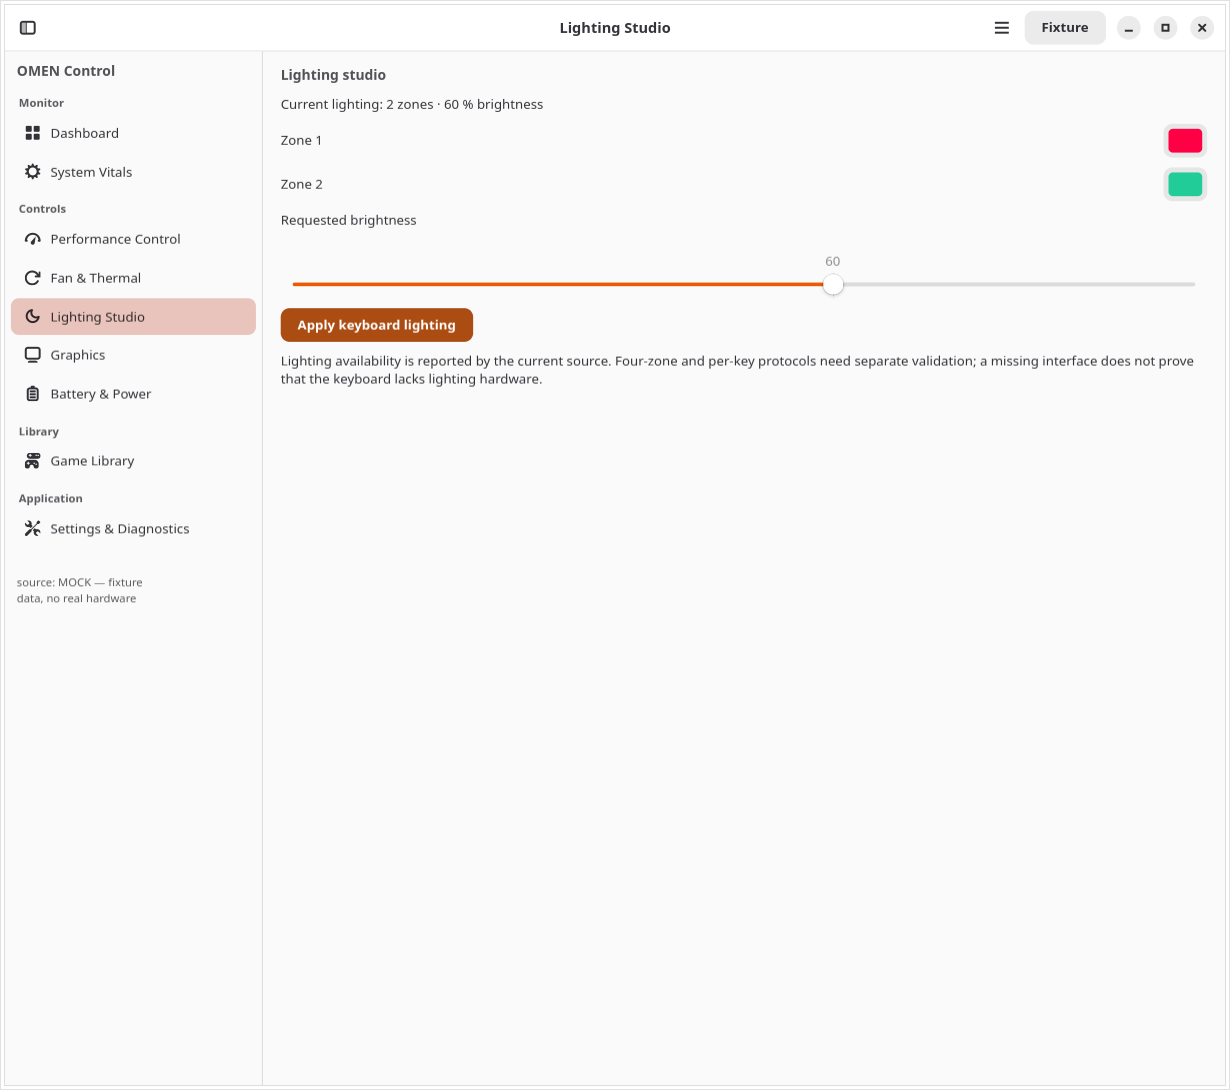 Lighting Studio
Fixture
OMEN Control
Monitor
Dashboard
System Vitals
Controls
Performance Control
Fan & Thermal
Lighting Studio
Graphics
Battery & Power
Library
Game Library
Application
Settings & Diagnostics
source: MOCK — fixture
data, no real hardware
Lighting studio
Current lighting: 2 zones · 60 % brightness
Zone 1
Zone 2
Requested brightness
60
Apply keyboard lighting
Lighting availability is reported by the current source. Four-zone and per-key protocols need separate validation; a missing interface does not prove
that the keyboard lacks lighting hardware.